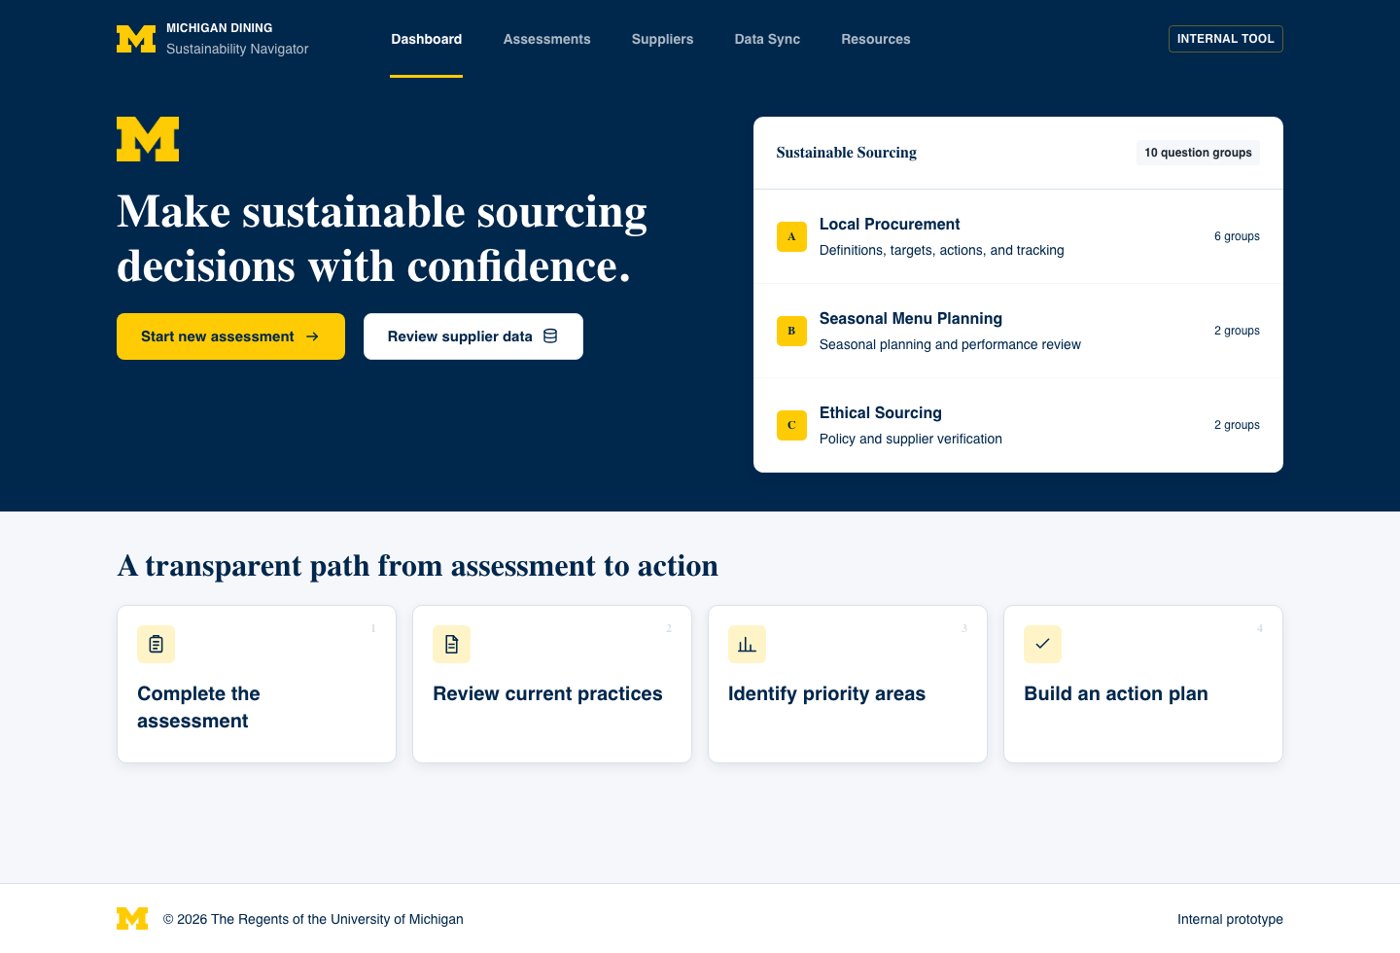 M
MICHIGAN DINING
Sustainability Navigator
Dashboard
Assessments
Suppliers
Data Sync
Resources
INTERNAL TOOL
M
Make sustainable sourcing
decisions with confidence.
Start new assessment →
Review supplier data
Sustainable Sourcing
10 question groups
A
Local Procurement
Definitions, targets, actions, and tracking
6 groups
B
Seasonal Menu Planning
Seasonal planning and performance review
2 groups
C
Ethical Sourcing
Policy and supplier verification
2 groups
A transparent path from assessment to action
1
Complete the
assessment
2
Review current practices
3
Identify priority areas
4
Build an action plan
M
© 2026 The Regents of the University of Michigan
Internal prototype